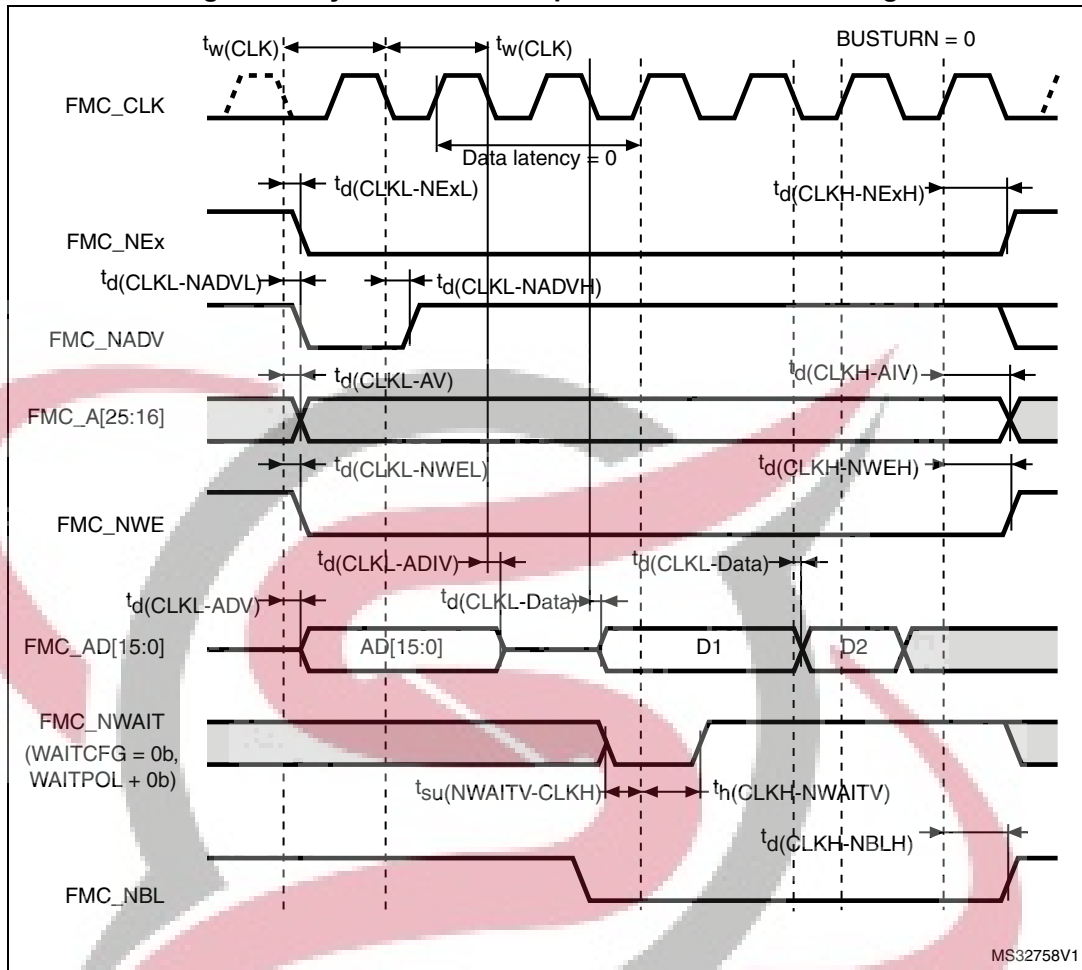 tw(CLK) tw(CLK) BUSTURN = 0
FMC_CLK
Data latency = 0
td(CLKL-NExL) td(CLKH-NExH)
FMC_NEx
td(CLKL-NADVL) td(CLKL-NADVH)
FMC_NADV
td(CLKL-AV) td(CLKH-AIV)
FMC_A[25:16]
td(CLKL-NWEL) td(CLKH-NWEH)
FMC_NWE
td(CLKL-ADIV) td(CLKL-Data)
td(CLKL-ADV) td(CLKL-Data)
FMC_AD[15:0] AD[15:0] D1 D2
FMC_NWAIT
(WAITCFG = 0b,
WAITPOL + 0b)
tsu(NWAITV-CLKH) th(CLKH-NWAITV)
td(CLKH-NBLH)
FMC_NBL
MS32758V1